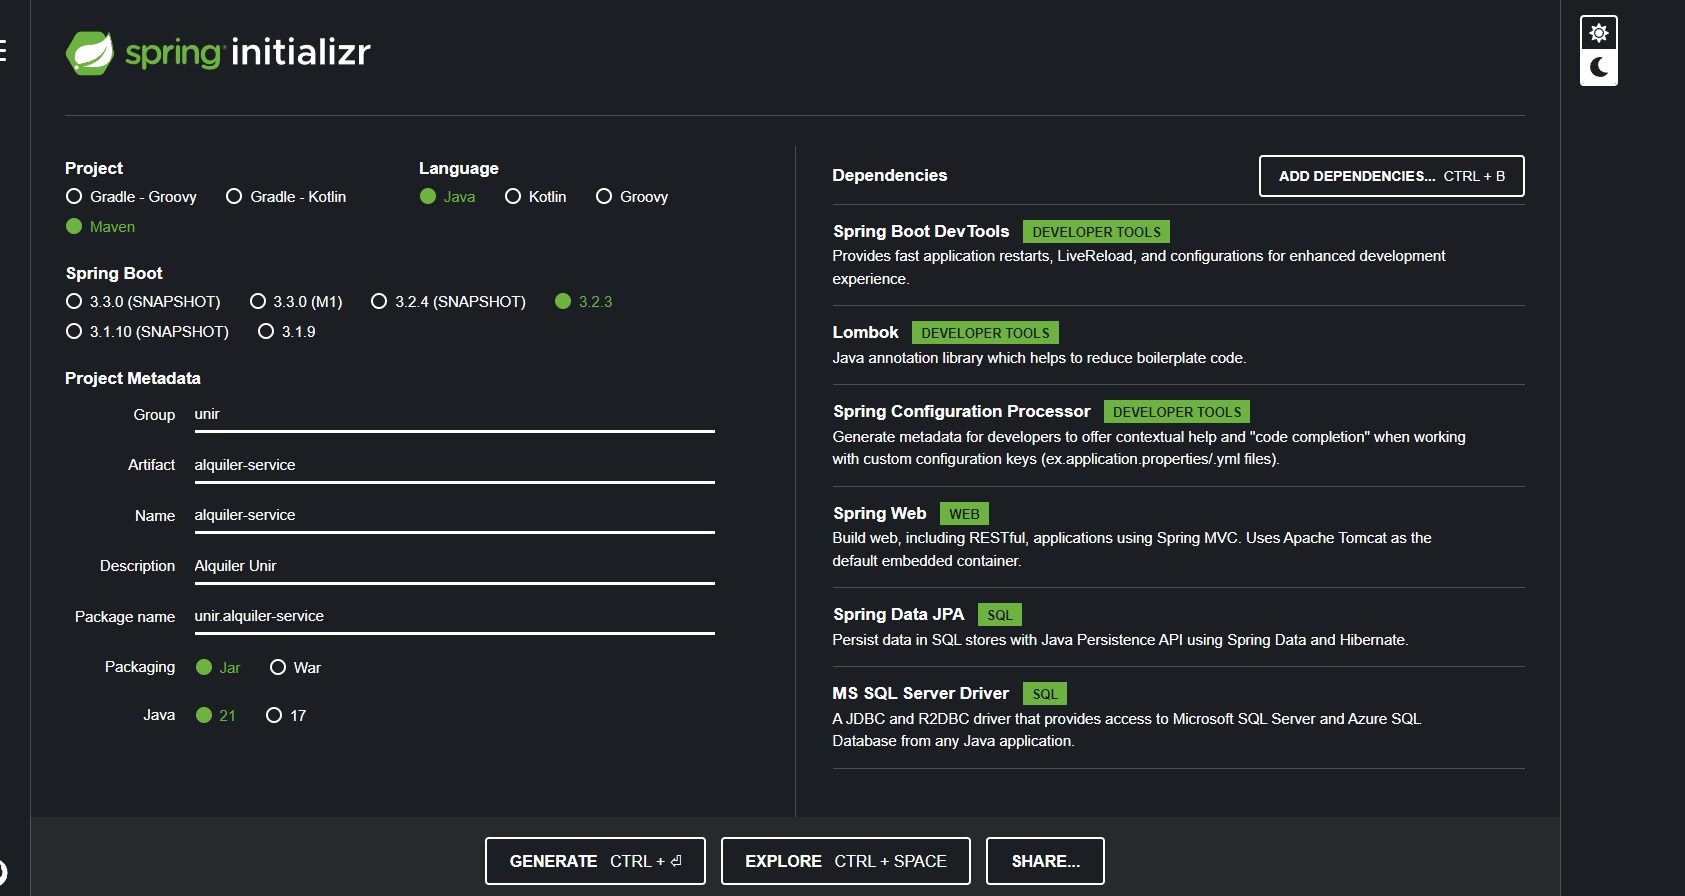 spring initializr
Project
Gradle - Groovy Gradle - Kotlin
Maven
Language
Java Kotlin Groovy
Spring Boot
3.3.0 (SNAPSHOT) 3.3.0 (M1) 3.2.4 (SNAPSHOT) 3.2.3
3.1.10 (SNAPSHOT) 3.1.9
Project Metadata
Group unir
Artifact alquiler-service
Name alquiler-service
Description Alquiler Unir
Package name unir.alquiler-service
Packaging Jar War
Java 21 17
Dependencies ADD DEPENDENCIES... CTRL + B
Spring Boot DevTools DEVELOPER TOOLS
Provides fast application restarts, LiveReload, and configurations for enhanced development
experience.
Lombok DEVELOPER TOOLS
Java annotation library which helps to reduce boilerplate code.
Spring Configuration Processor DEVELOPER TOOLS
Generate metadata for developers to offer contextual help and "code completion" when working
with custom configuration keys (ex.application.properties/.yml files).
Spring Web WEB
Build web, including RESTful, applications using Spring MVC. Uses Apache Tomcat as the
default embedded container.
Spring Data JPA SQL
Persist data in SQL stores with Java Persistence API using Spring Data and Hibernate.
MS SQL Server Driver SQL
A JDBC and R2DBC driver that provides access to Microsoft SQL Server and Azure SQL
Database from any Java application.
GENERATE CTRL + ⏎ EXPLORE CTRL + SPACE SHARE...